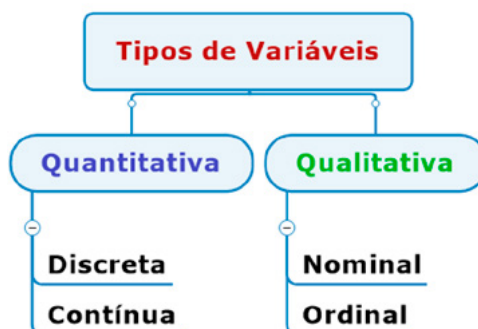 Tipos de Variáveis
Quantitativa
Qualitativa
Discreta
Nominal
Contínua
Ordinal